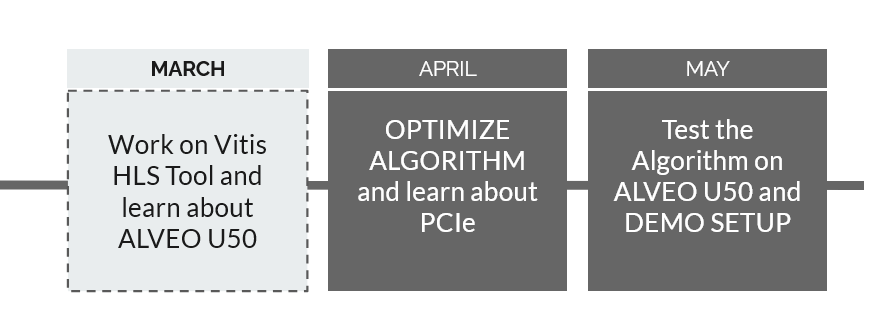 MARCH
Work on Vitis
HLS Tool and
learn about
ALVEO U50
APRIL
OPTIMIZE
ALGORITHM
and learn about
PCIe
MAY
Test the
Algorithm on
ALVEO U50 and
DEMO SETUP